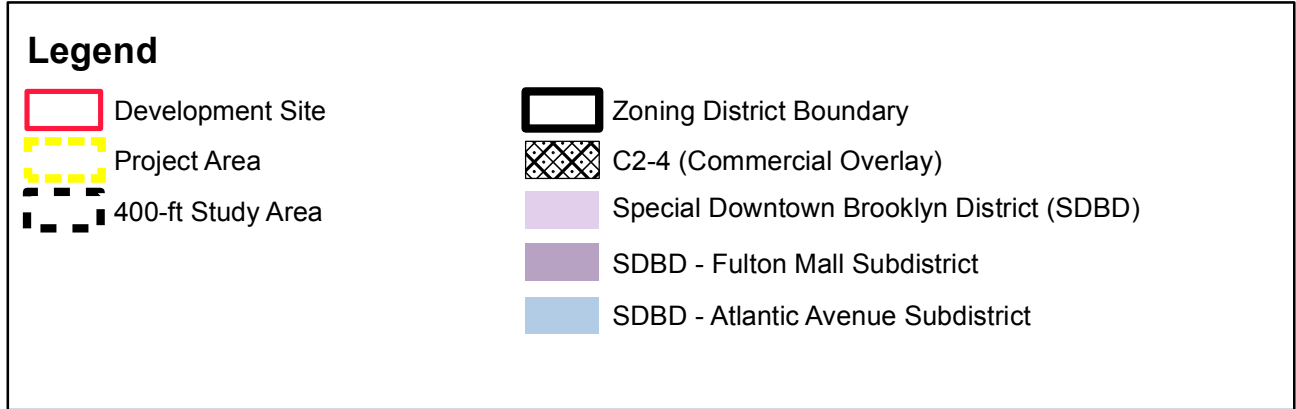 Legend
Development Site
Project Area
400-ft Study Area
Zoning District Boundary
C2-4 (Commercial Overlay)
Special Downtown Brooklyn District (SDBD)
SDBD - Fulton Mall Subdistrict
SDBD - Atlantic Avenue Subdistrict